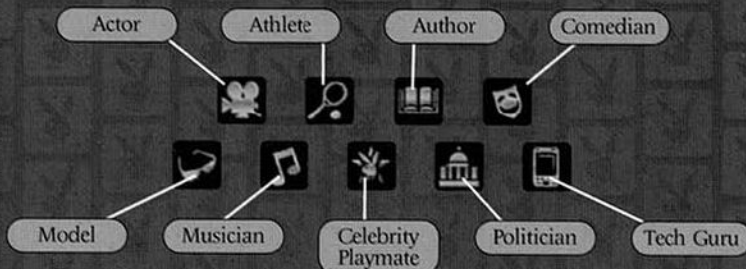 Actor
Athlete
Author
Comedian
Model
Musician
Celebrity
Playmate
Politician
Tech Guru